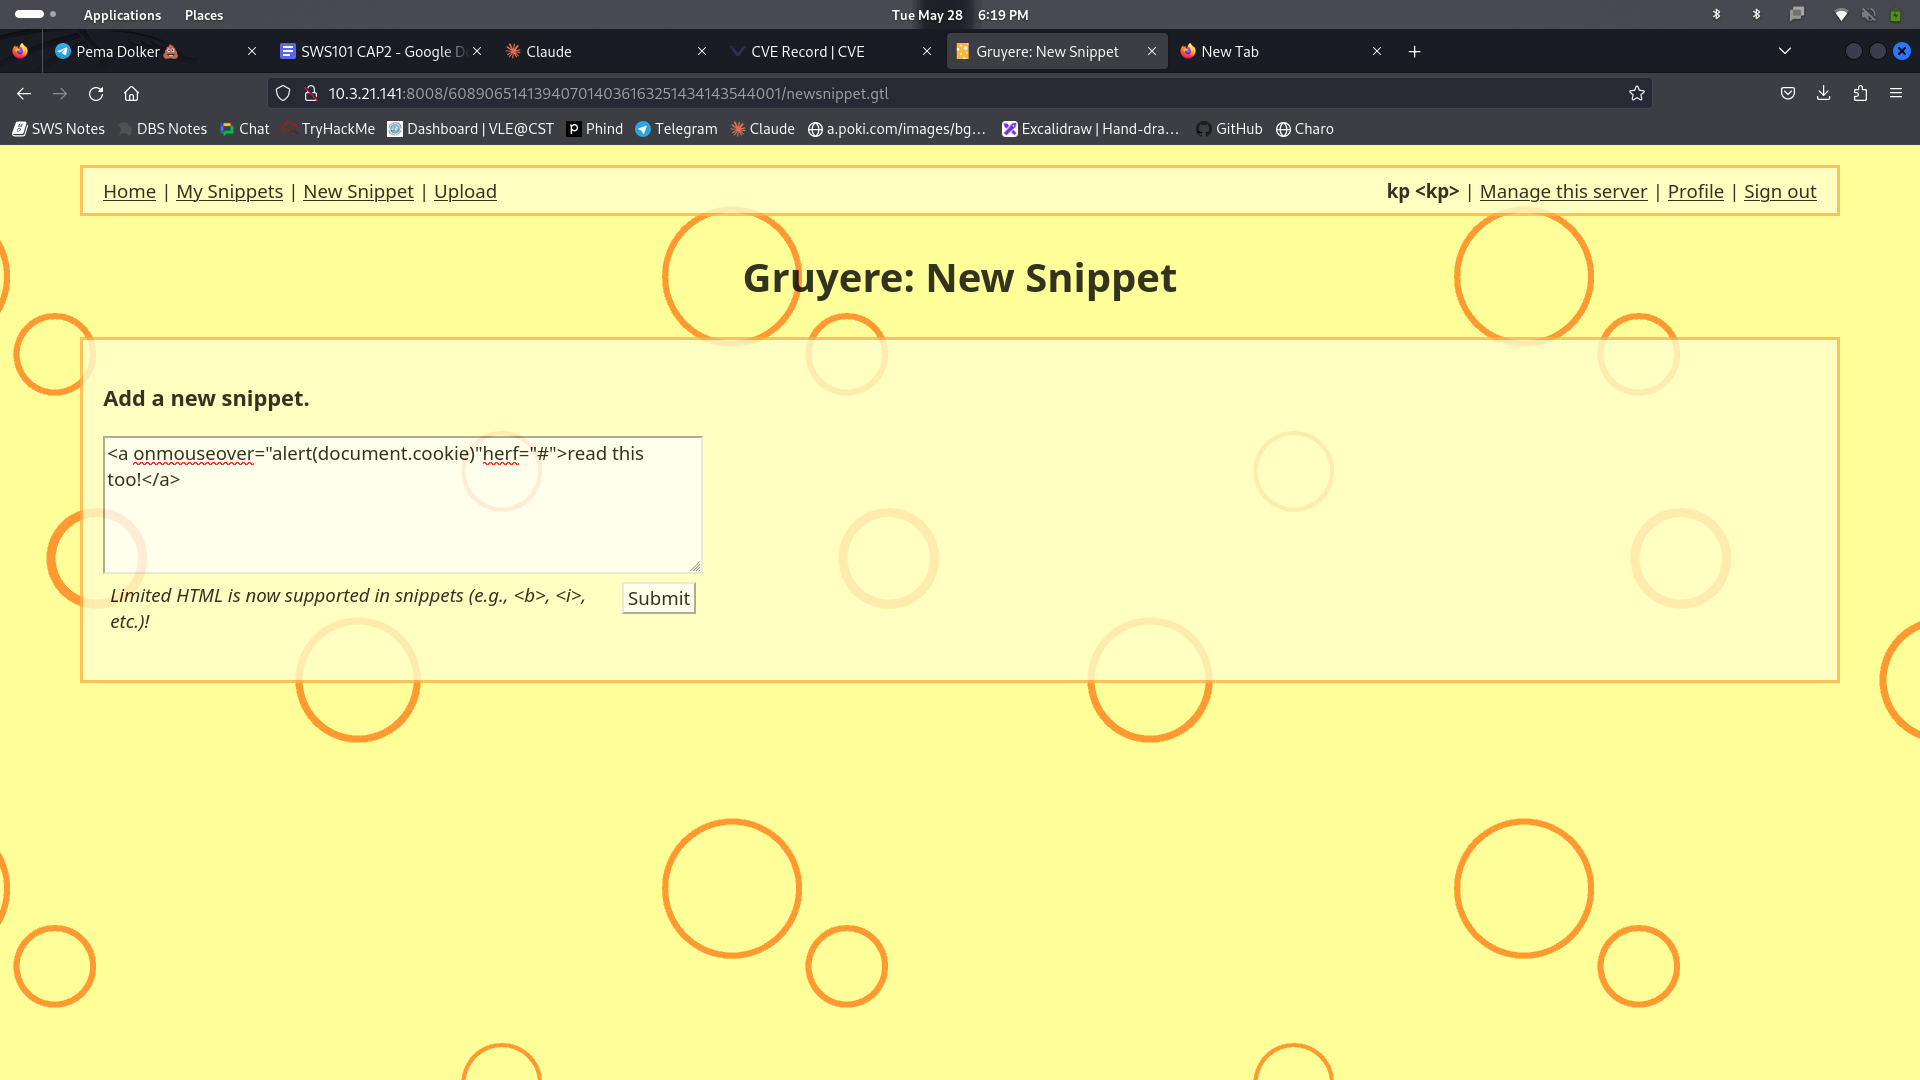 Applications Places Tue May 28 6:19 PM
Pema Dolker SWS101 CAP2 - Google D Claude CVE Record | CVE Gruyere: New Snippet New Tab
10.3.21.141:8008/608906514139407014036163251434143544001/newsnippet.gtl
SWS Notes DBS Notes Chat TryHackMe Dashboard | VLE@CST Phind Telegram Claude a.poki.com/images/bg... Excalidraw | Hand-dra... GitHub Charo
Home | My Snippets | New Snippet | Upload kp <kp> | Manage this server | Profile | Sign out
Gruyere: New Snippet
Add a new snippet.
<a onmouseover="alert(document.cookie)"herf="#">read this
too!</a>
Limited HTML is now supported in snippets (e.g., <b>, <i>,
etc.)!
Submit